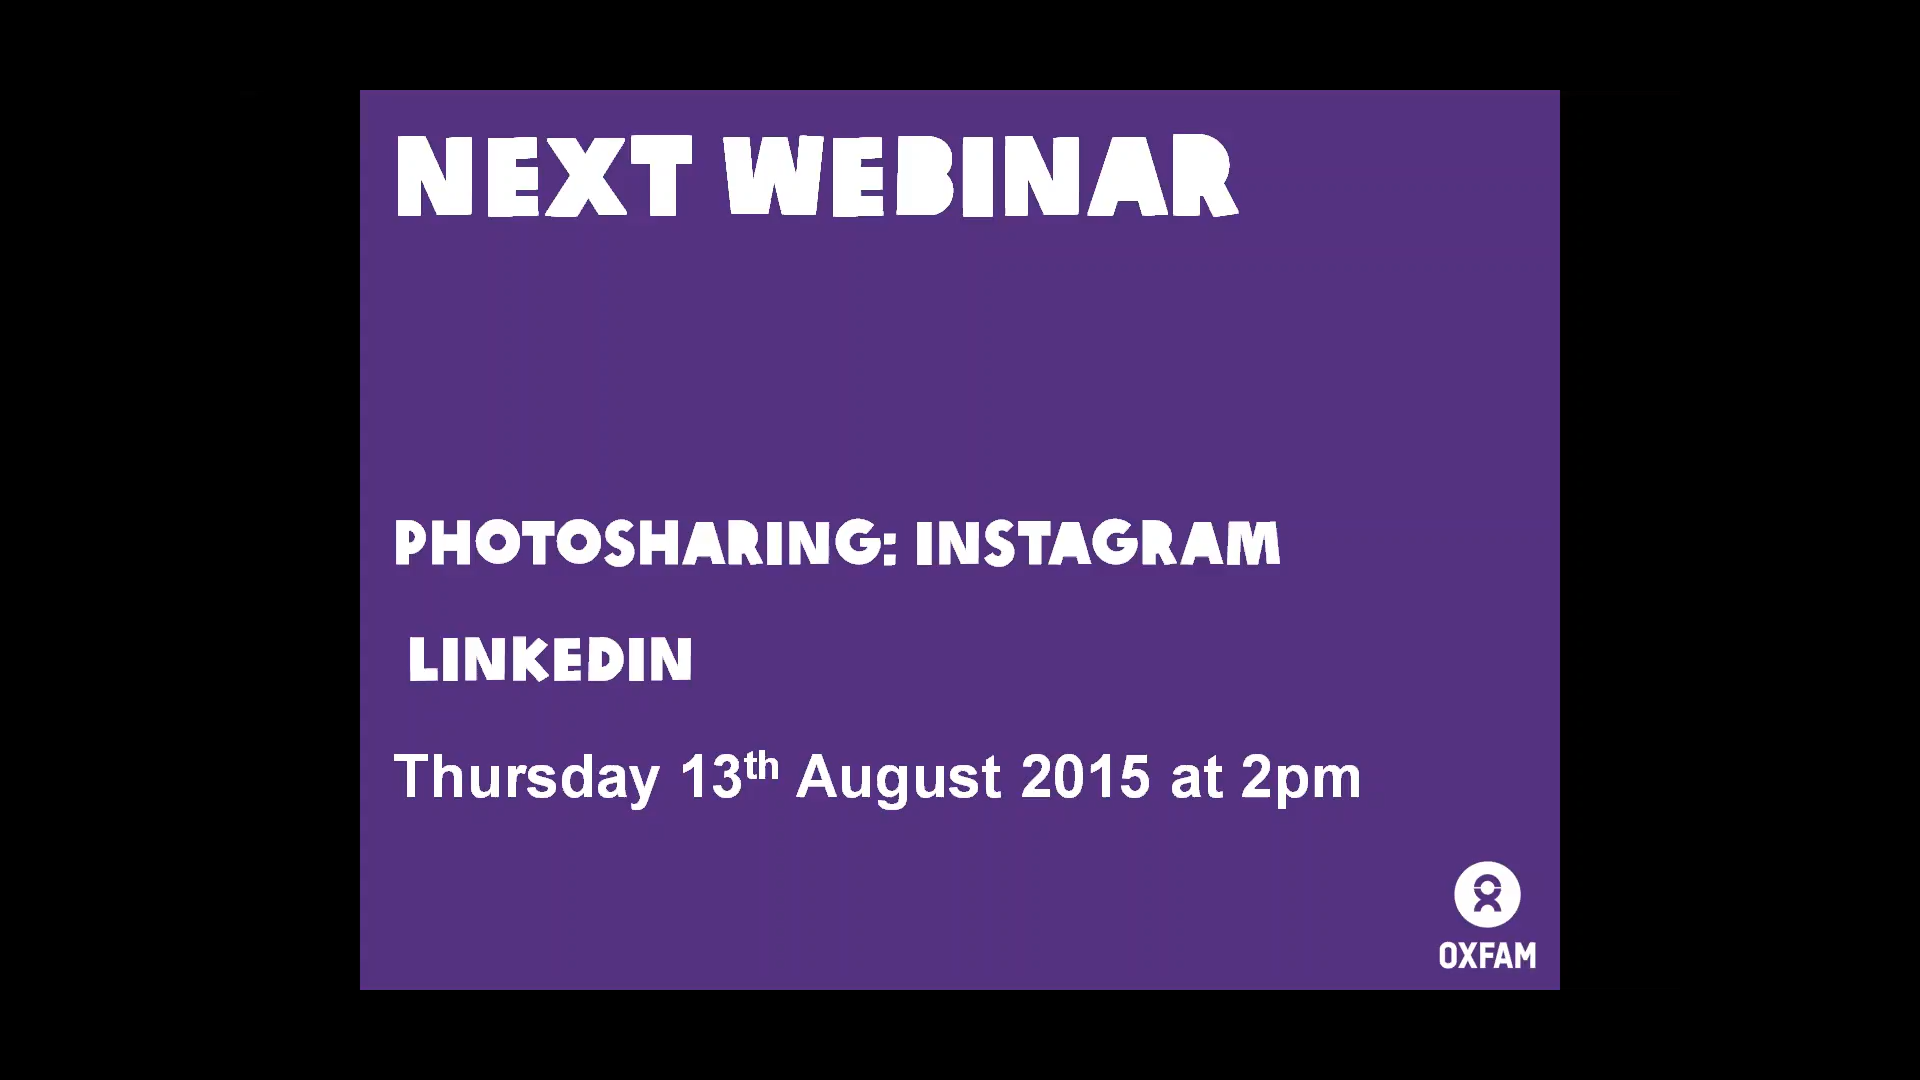 NEXT WEBINAR
PHOTOSHARING: INSTAGRAM
LINKEDIN
Thursday 13th August 2015 at 2pm
OXFAM